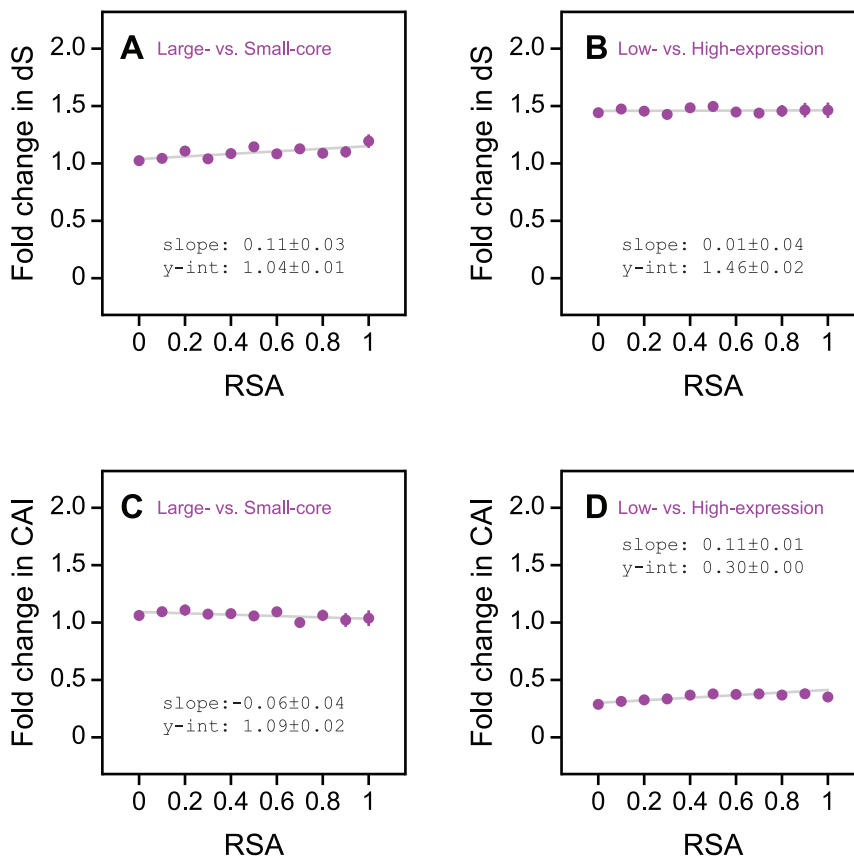 A Large- vs. Small-core
Fold change in dS
2.0
1.5
1.0
0.5
0
slope: 0.11±0.03
y-int: 1.04±0.01
0 0.2 0.4 0.6 0.8 1
RSA
B Low- vs. High-expression
Fold change in dS
2.0
1.5
1.0
0.5
0
slope: 0.01±0.04
y-int: 1.46±0.02
0 0.2 0.4 0.6 0.8 1
RSA
C Large- vs. Small-core
Fold change in CAI
2.0
1.5
1.0
0.5
0
slope:-0.06±0.04
y-int: 1.09±0.02
0 0.2 0.4 0.6 0.8 1
RSA
D Low- vs. High-expression
Fold change in CAI
slope: 0.11±0.01
y-int: 0.30±0.00
2.0
1.5
1.0
0.5
0
0 0.2 0.4 0.6 0.8 1
RSA